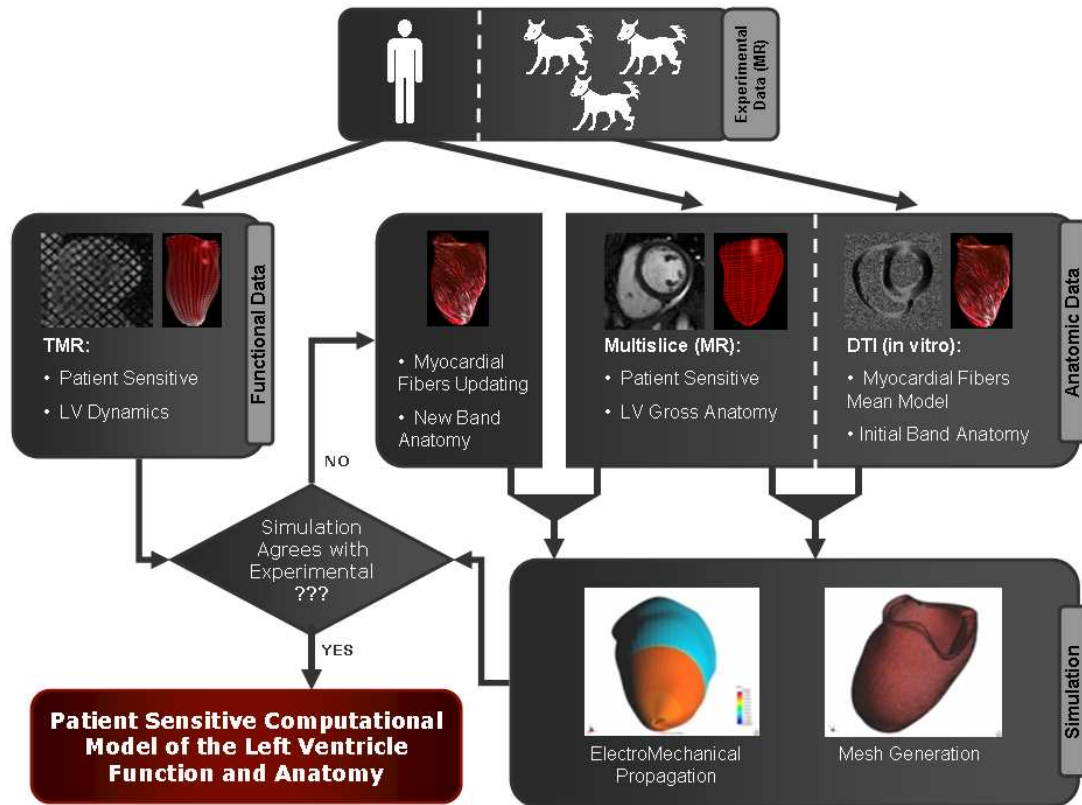 Experimental
Data (MR)
Functional Data
TMR:
• Patient Sensitive
• LV Dynamics
• Myocardial
Fibers Updating
• New Band
Anatomy
Multislice (MR):
• Patient Sensitive
• LV Gross Anatomy
DTI (in vitro):
• Myocardial Fibers
Mean Model
• Initial Band Anatomy
Anatomic Data
NO
Simulation
Agrees with
Experimental
???
YES
Patient Sensitive Computational
Model of the Left Ventricle
Function and Anatomy
ElectroMechanical
Propagation
Mesh Generation
Simulation